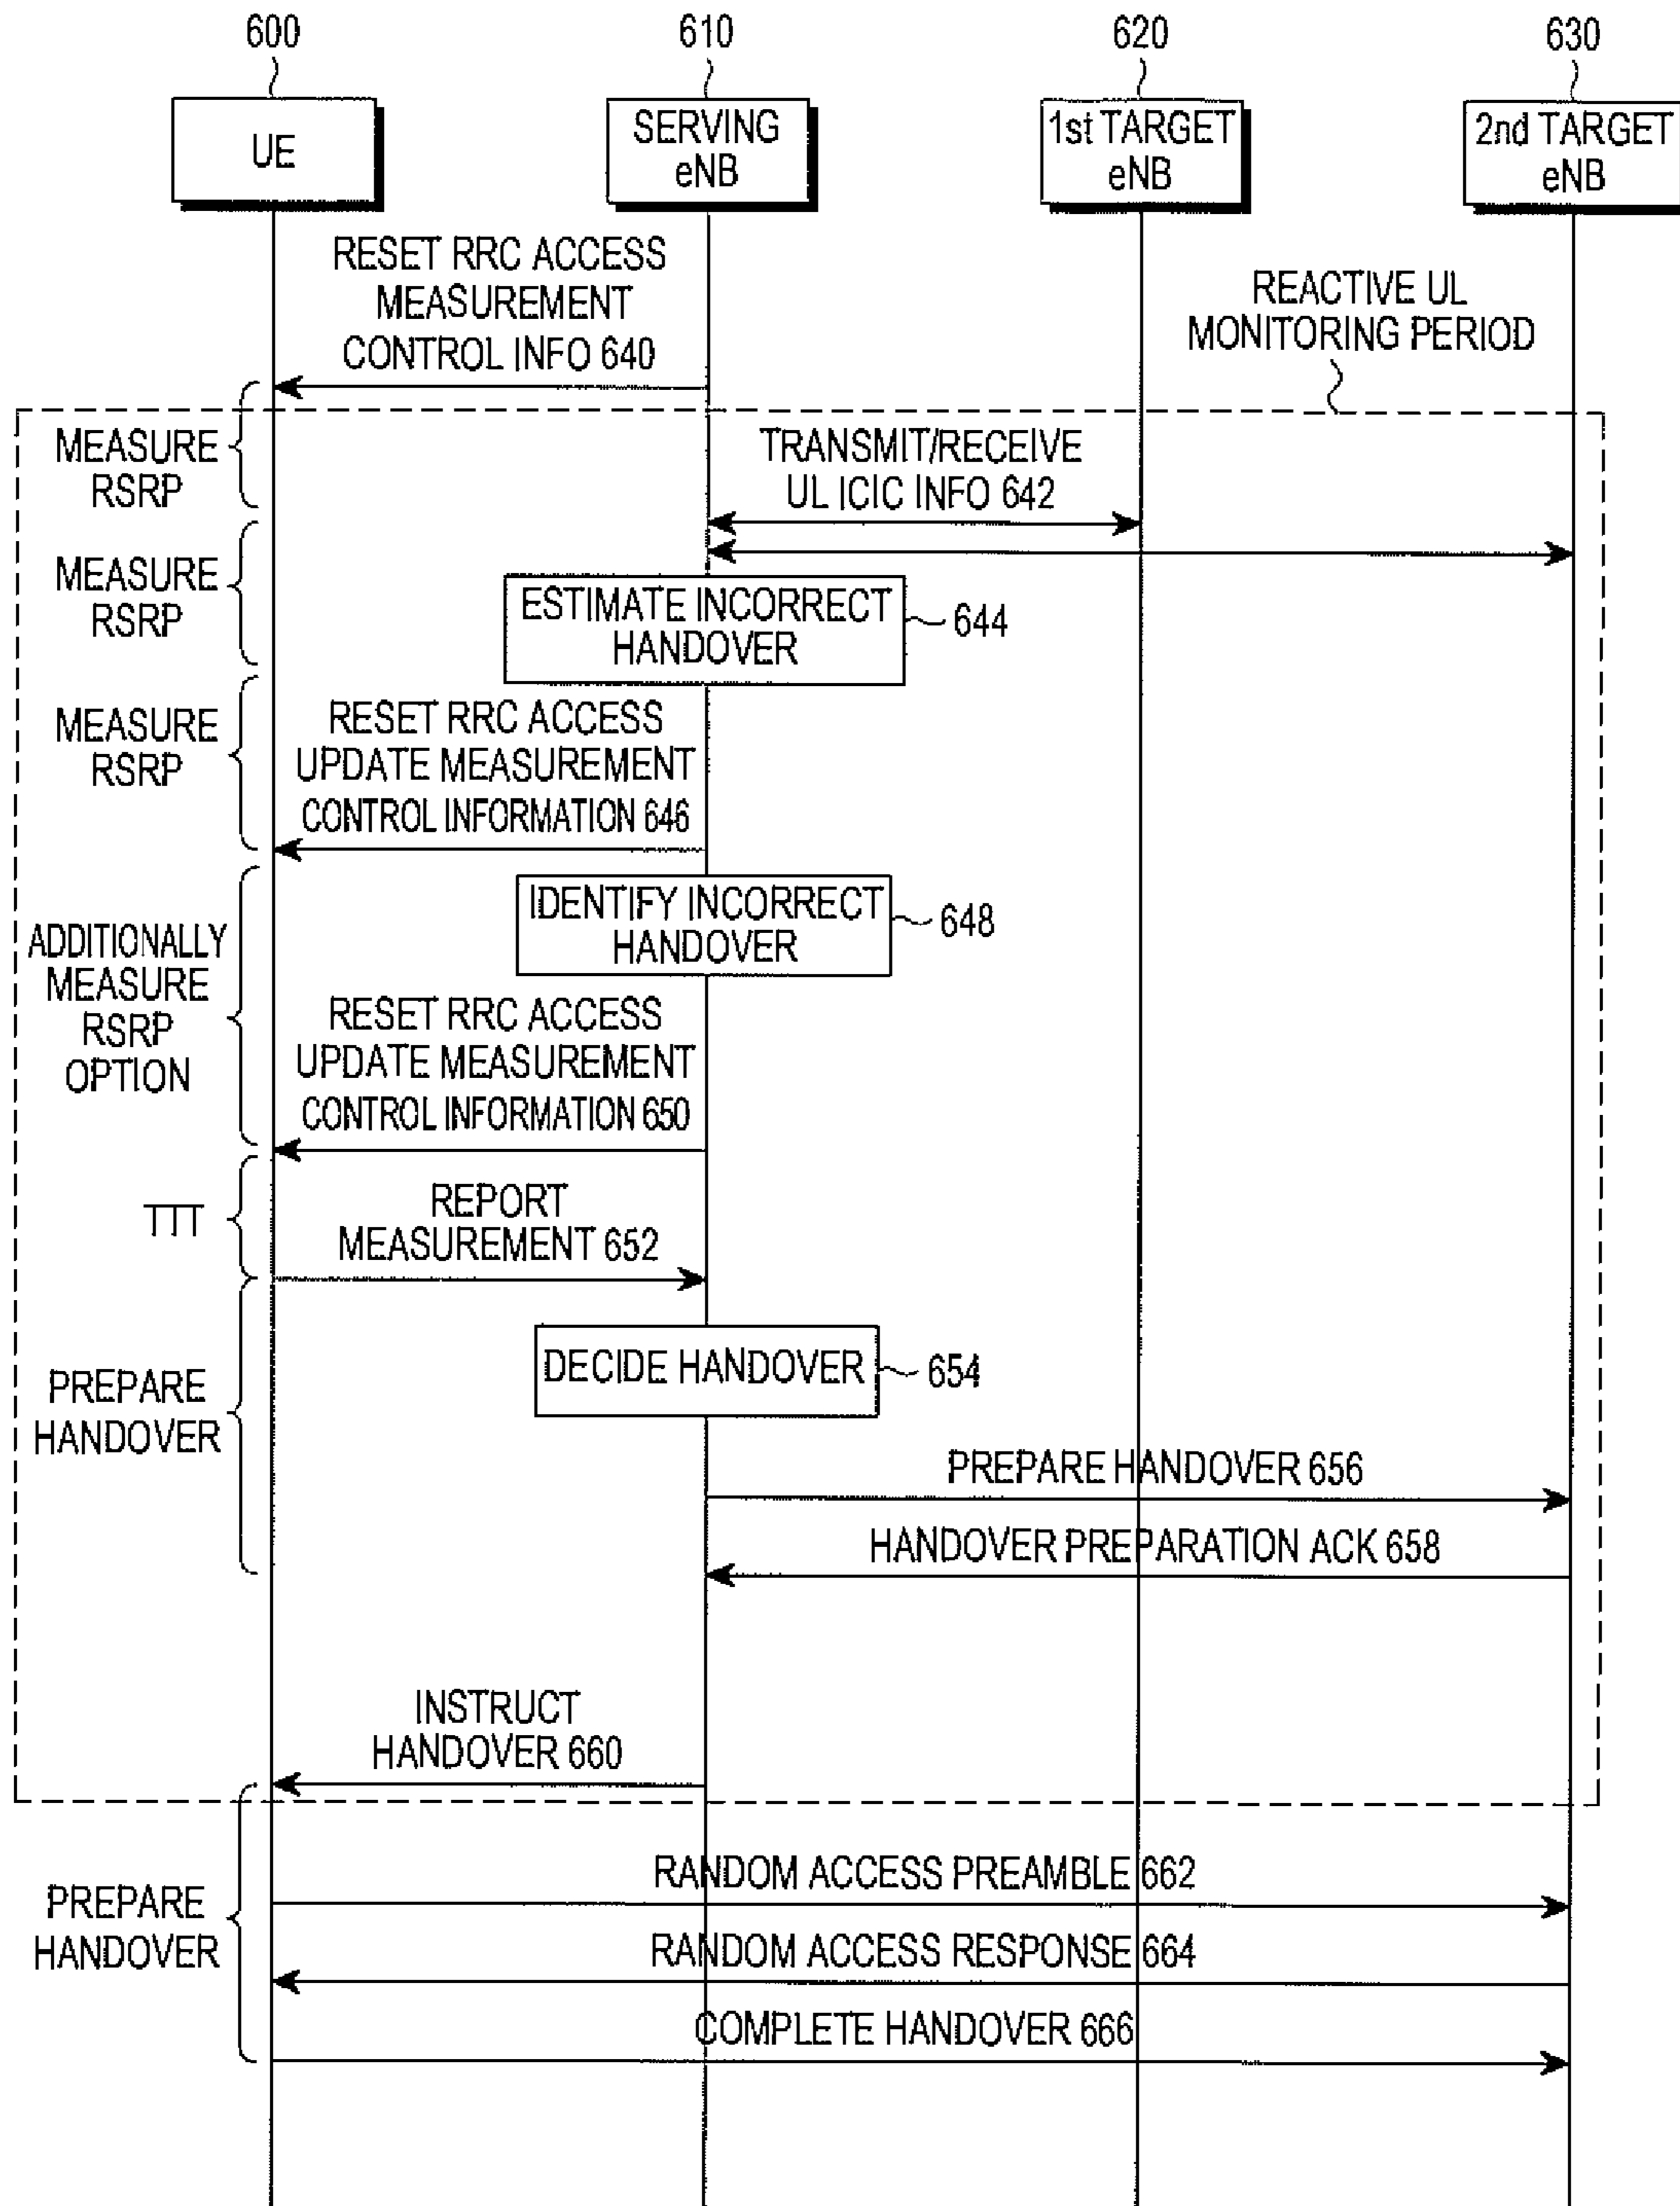 600
610
620
630
UE
SERVING
eNB
1st TARGET
eNB
2nd TARGET
eNB
RESET RRC ACCESS
MEASUREMENT
CONTROL INFO 640
REACTIVE UL
MONITORING PERIOD
MEASURE
RSRP
TRANSMIT/RECEIVE
UL ICIC INFO 642
MEASURE
RSRP
ESTIMATE INCORRECT
HANDOVER
644
MEASURE
RSRP
RESET RRC ACCESS
UPDATE MEASUREMENT
CONTROL INFORMATION 646
IDENTIFY INCORRECT
HANDOVER
648
ADDITIONALLY
MEASURE
RSRP
OPTION
RESET RRC ACCESS
UPDATE MEASUREMENT
CONTROL INFORMATION 650
TTT
REPORT
MEASUREMENT 652
DECIDE HANDOVER
654
PREPARE
HANDOVER
PREPARE HANDOVER 656
HANDOVER PREPARATION ACK 658
INSTRUCT
HANDOVER 660
PREPARE
HANDOVER
RANDOM ACCESS PREAMBLE 662
RANDOM ACCESS RESPONSE 664
COMPLETE HANDOVER 666